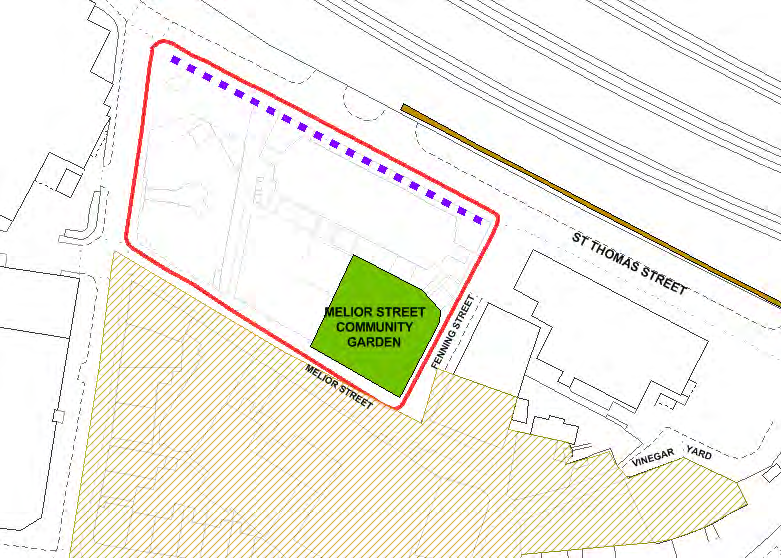 ST THOMAS STREET
MELIOR STREET
COMMUNITY
GARDEN
FENNING STREET
MELIOR STREET
VINEGAR YARD